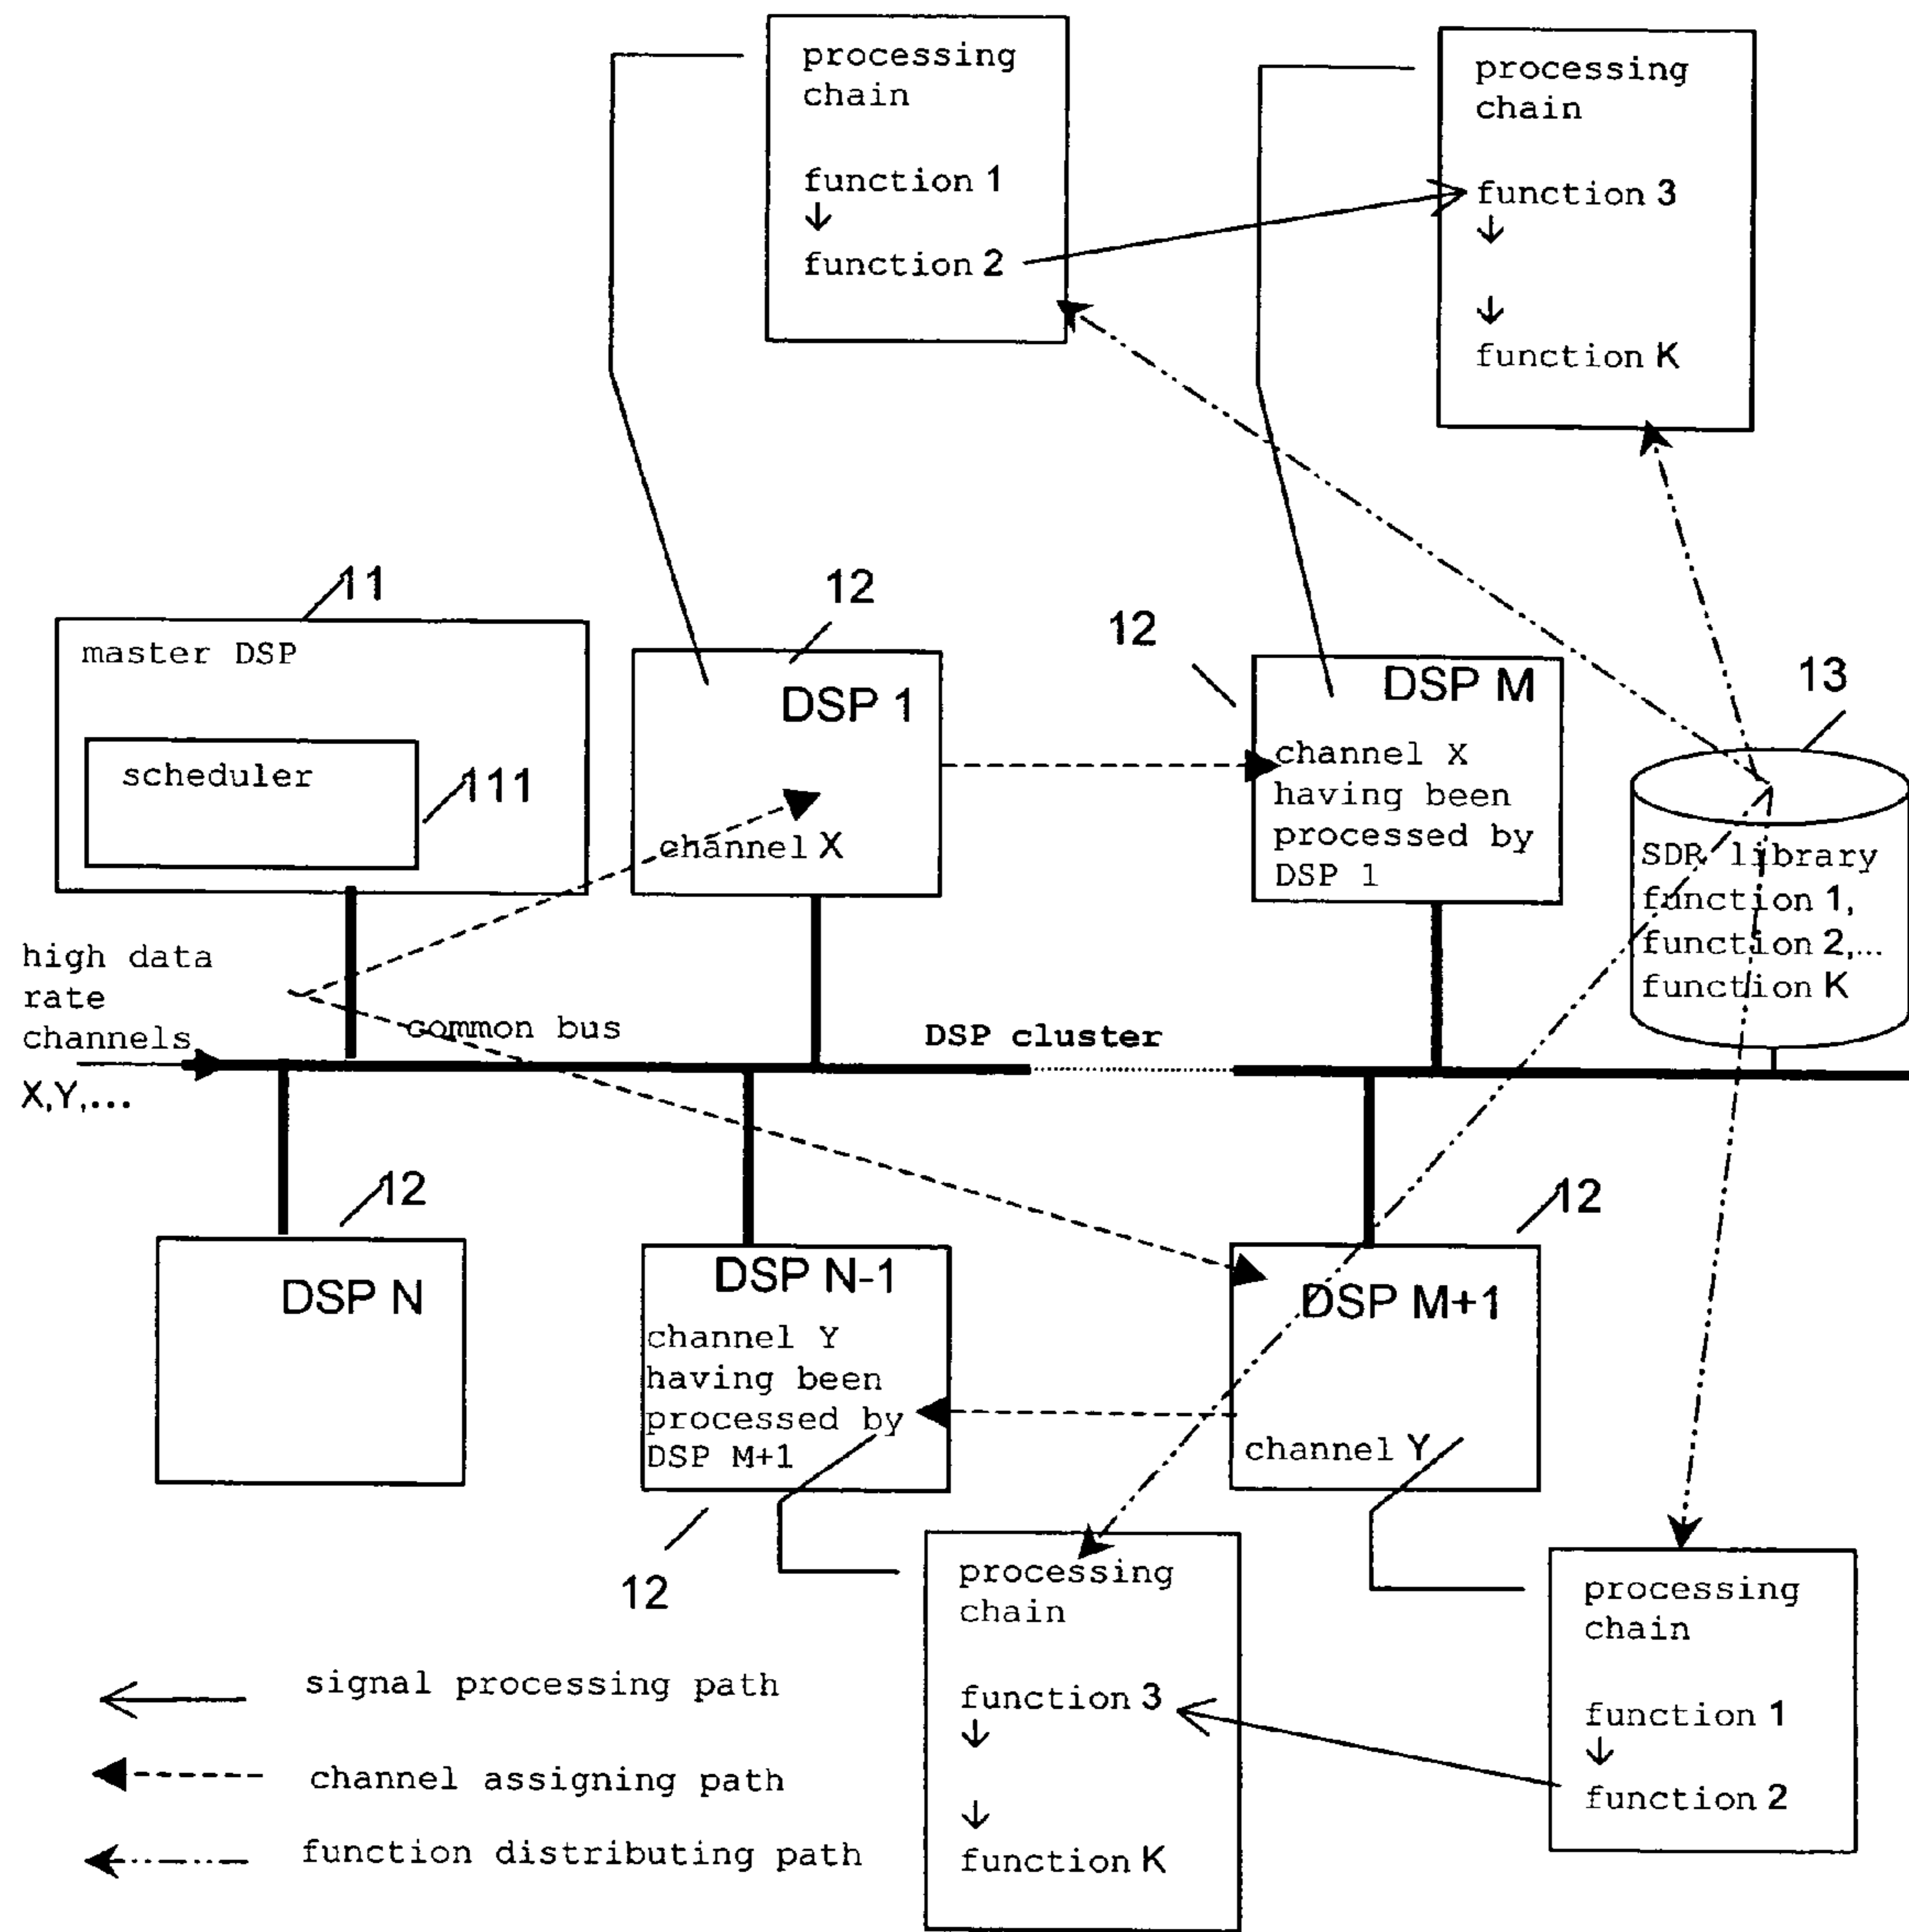 processing
chain
function 1
↓
function 2
processing
chain
function 3
↓
↓
function K
11
master DSP
scheduler
111
12
DSP 1
channel X
12
DSP M
channel X
having been
processed by
DSP 1
13
SDR library
function 1,
function 2,...
function K
high data
rate
channels
X,Y,...
common bus
DSP cluster
12
DSP N
DSP N-1
channel Y
having been
processed by
DSP M+1
12
12
DSP M+1
channel Y
processing
chain
function 3
↓
↓
function K
processing
chain
function 1
↓
function 2
signal processing path
channel assigning path
function distributing path